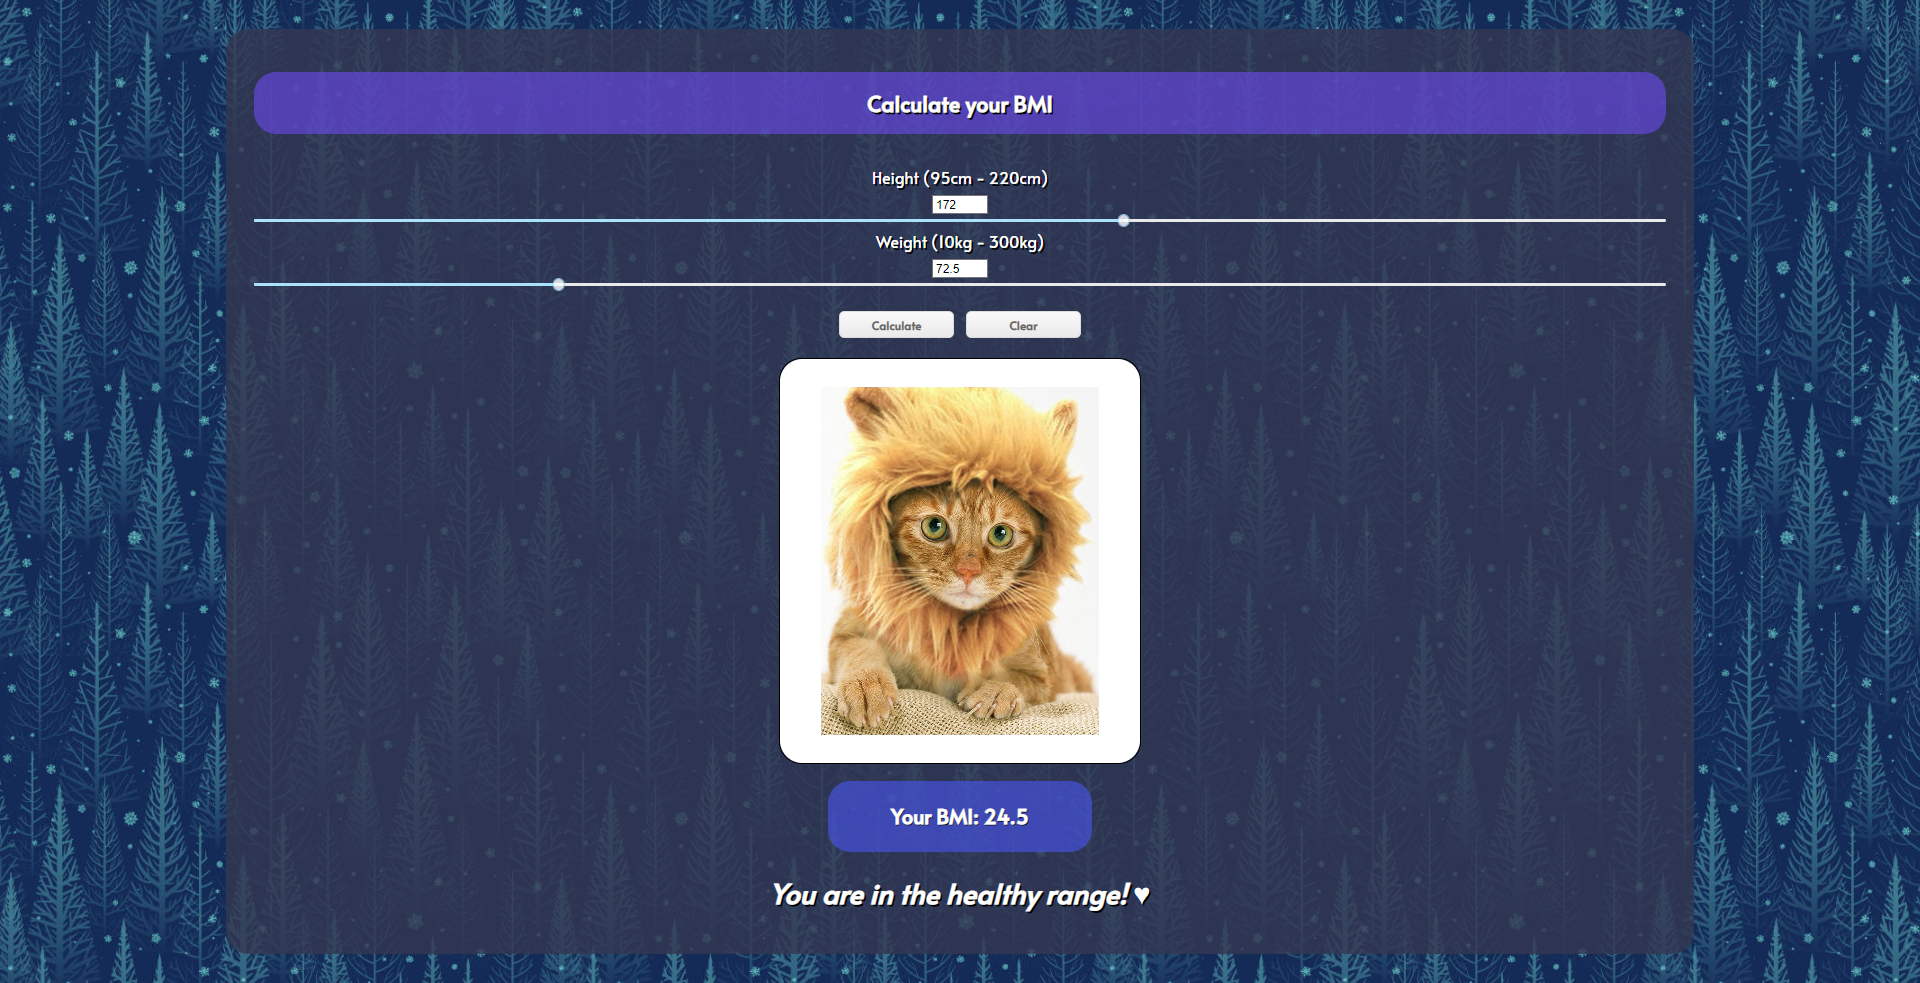 Calculate your BMI
Height (95cm - 220cm)
172
Weight (10kg - 300kg)
72.5
Calculate Clear
Your BMI: 24.5
You are in the healthy range! ♥